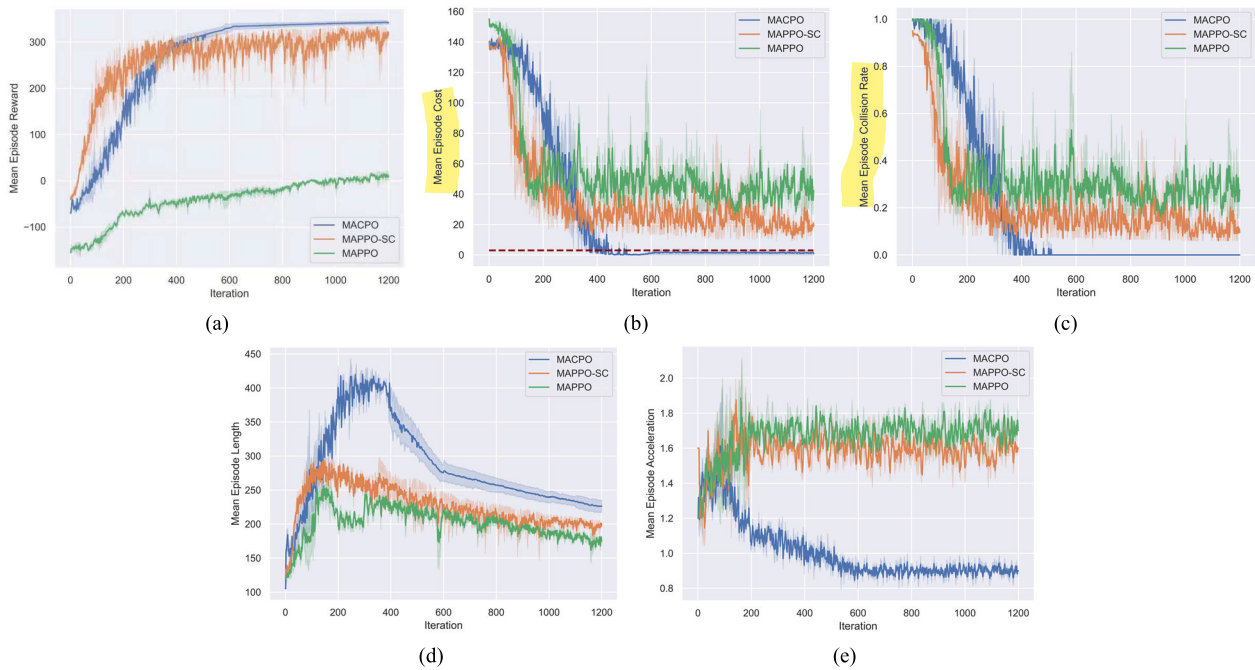 Mean Episode Reward
300
200
100
0
−100
0 200 400 600 800 1000 1200
Iteration
MACPO
MAPPO-SC
MAPPO
(a)
Mean Episode Cost
160
140
120
100
80
60
40
20
0
0 200 400 600 800 1000 1200
Iteration
MACPO
MAPPO-SC
MAPPO
(b)
Mean Episode Collision Rate
1.0
0.8
0.6
0.4
0.2
0.0
0 200 400 600 800 1000 1200
Iteration
MACPO
MAPPO-SC
MAPPO
(c)
Mean Episode Length
450
400
350
300
250
200
150
100
0 200 400 600 800 1000 1200
Iteration
MACPO
MAPPO-SC
MAPPO
(d)
Mean Episode Acceleration
1.8
1.6
1.4
1.2
1.0
0.8
0 200 400 600 800 1000 1200
Iteration
MACPO
MAPPO-SC
MAPPO
(e)